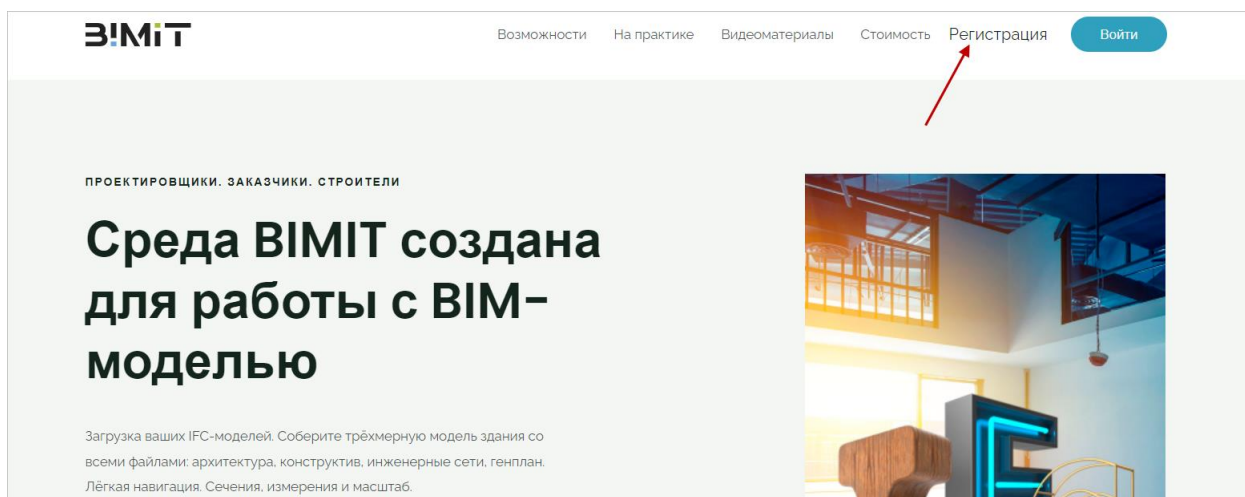 B!MiT
Возможности На практике Видеоматериалы Стоимость Регистрация Войти
ПРОЕКТИРОВЩИКИ. ЗАКАЗЧИКИ. СТРОИТЕЛИ
Среда BIMIT создана
для работы с BIM-
моделью
Загрузка ваших IFC-моделей. Соберите трёхмерную модель здания со
всеми файлами: архитектура, конструктив, инженерные сети, генплан.
Лёгкая навигация. Сечения, измерения и масштаб.